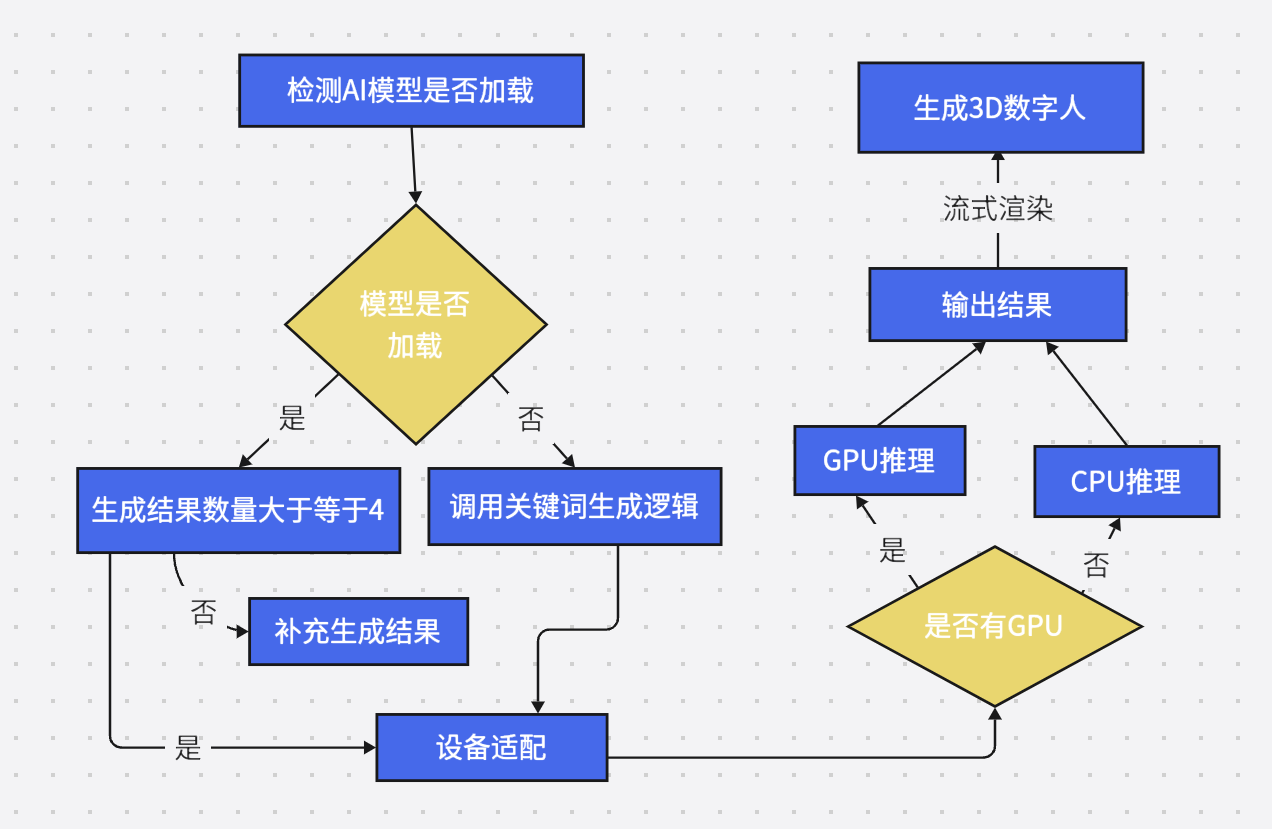 检测AI模型是否加载
模型是否
加载
是
否
生成结果数量大于等于4
调用关键词生成逻辑
否
补充生成结果
是
设备适配
生成3D数字人
流式渲染
输出结果
GPU推理
CPU推理
是
否
是否有GPU